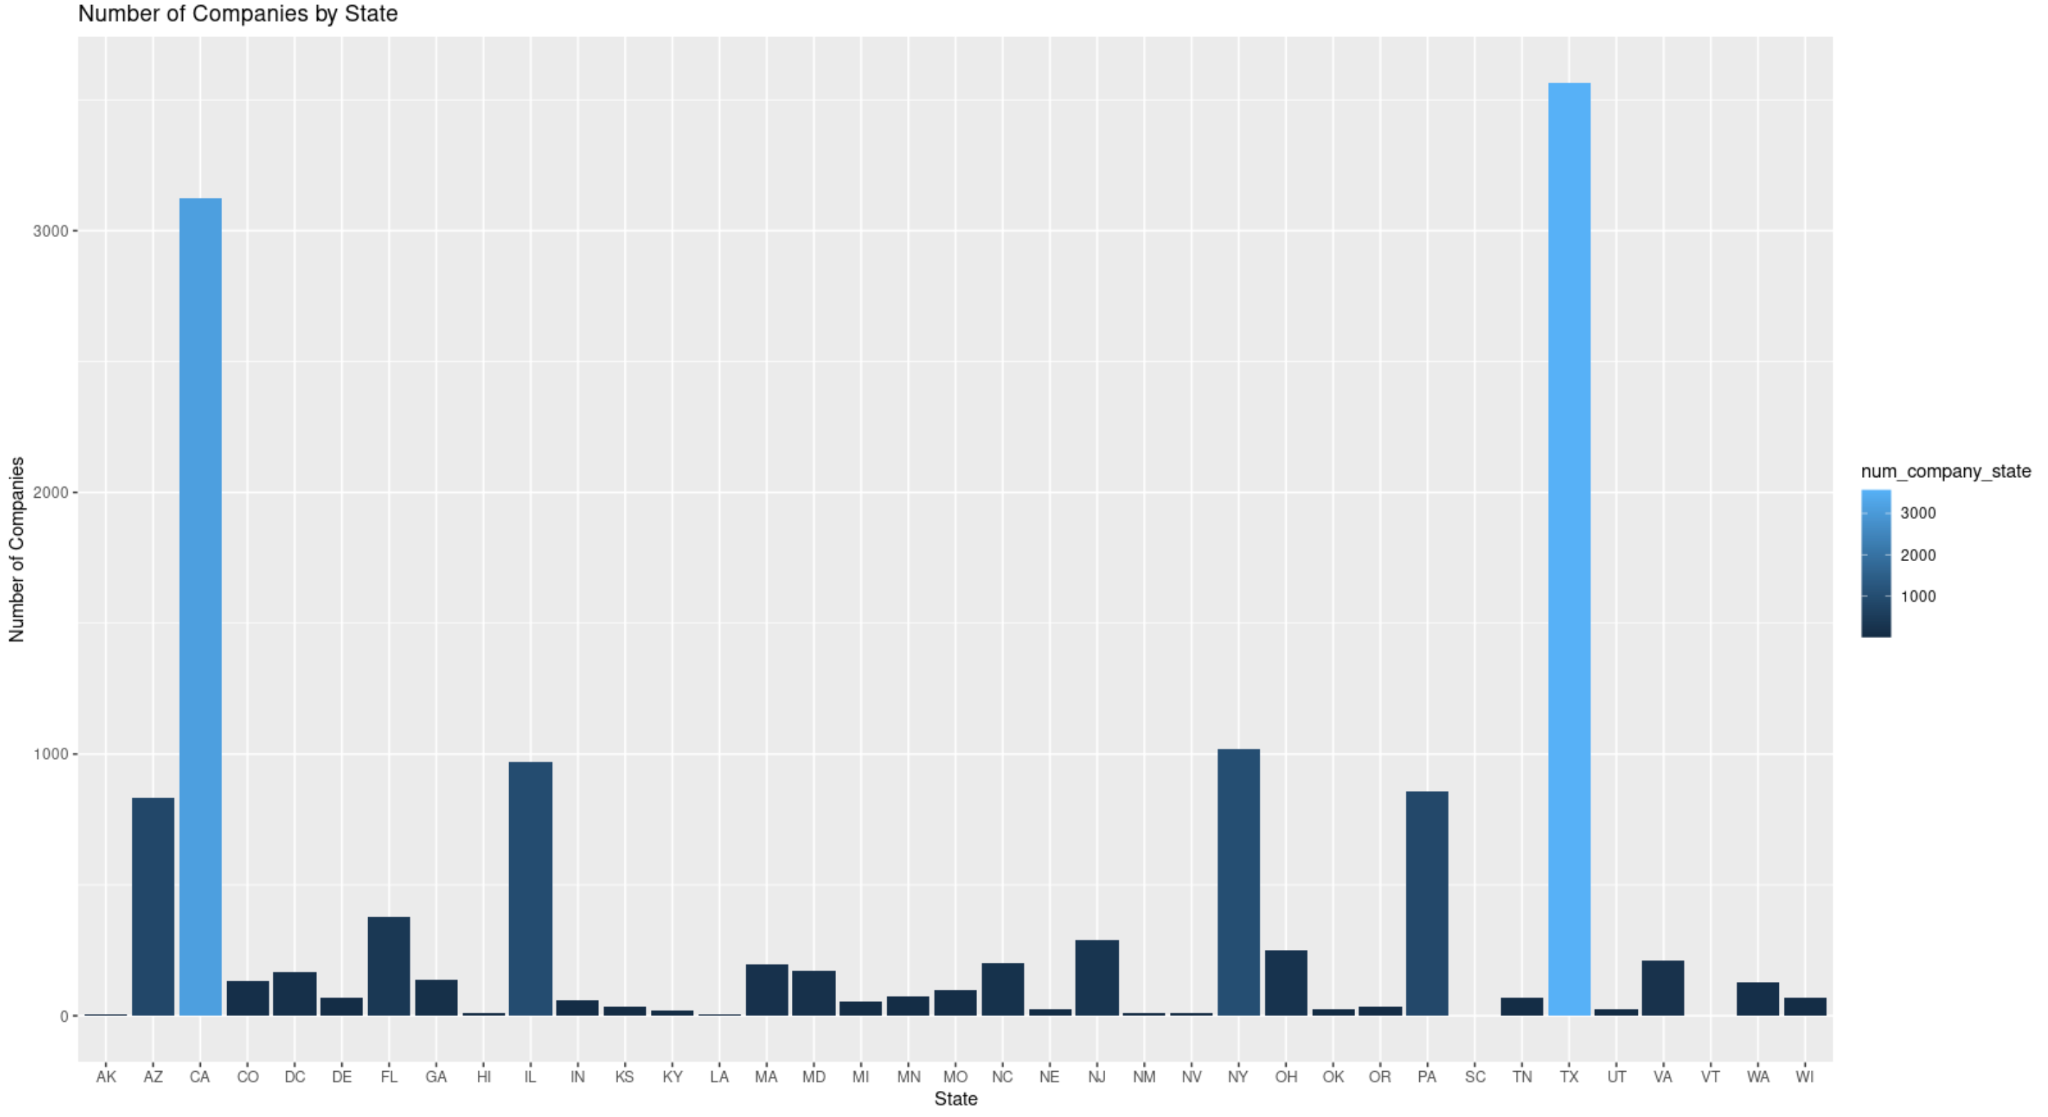 Number of Companies by State
Number of Companies
3000
2000
1000
0
AK AZ CA CO DC DE FL GA HI IL IN KS KY LA MA MD MI MN MO NC NE NJ NM NV NY OH OK OR PA SC TN TX UT VA VT WA WI
State
num_company_state
3000
2000
1000